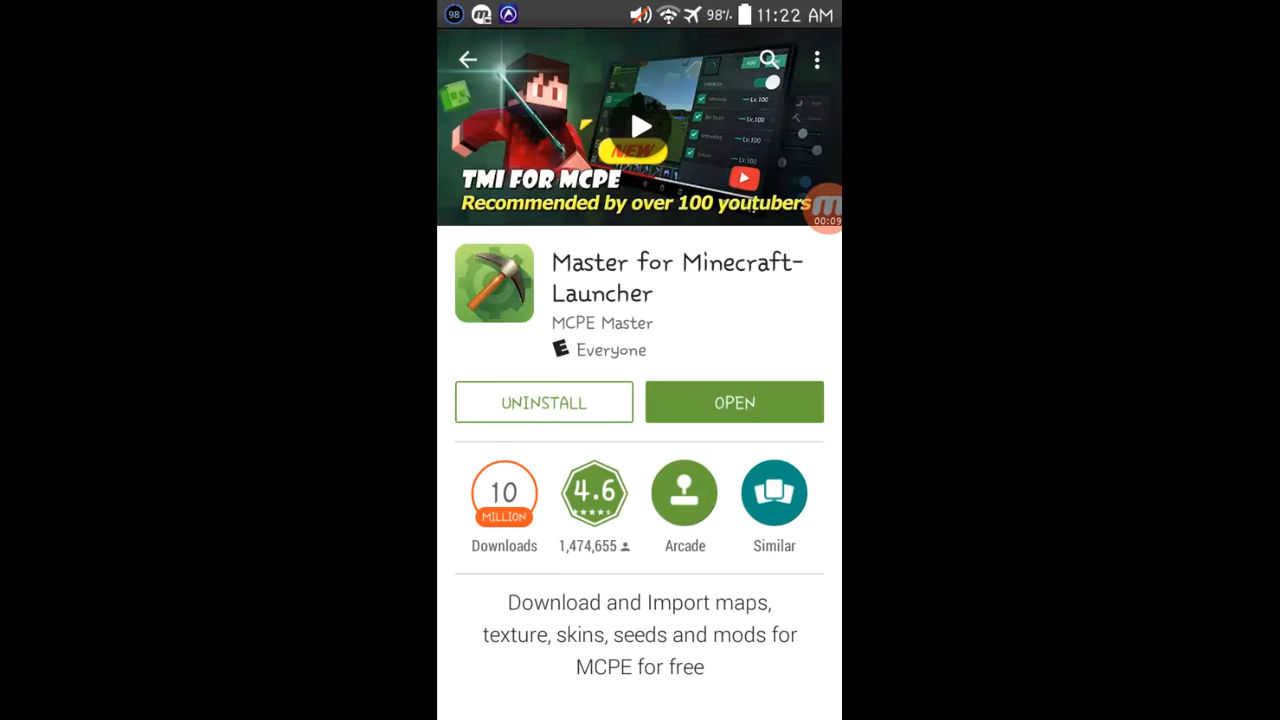 98
98% 11:22 AM
NEW
TMI FOR MCPE
Recommended by over 100 youtubers
00:09
Master for Minecraft-
Launcher
MCPE Master
E Everyone
UNINSTALL OPEN
10 4.6
MILLION
Downloads 1,474,655 Arcade Similar
Download and Import maps,
texture, skins, seeds and mods for
MCPE for free